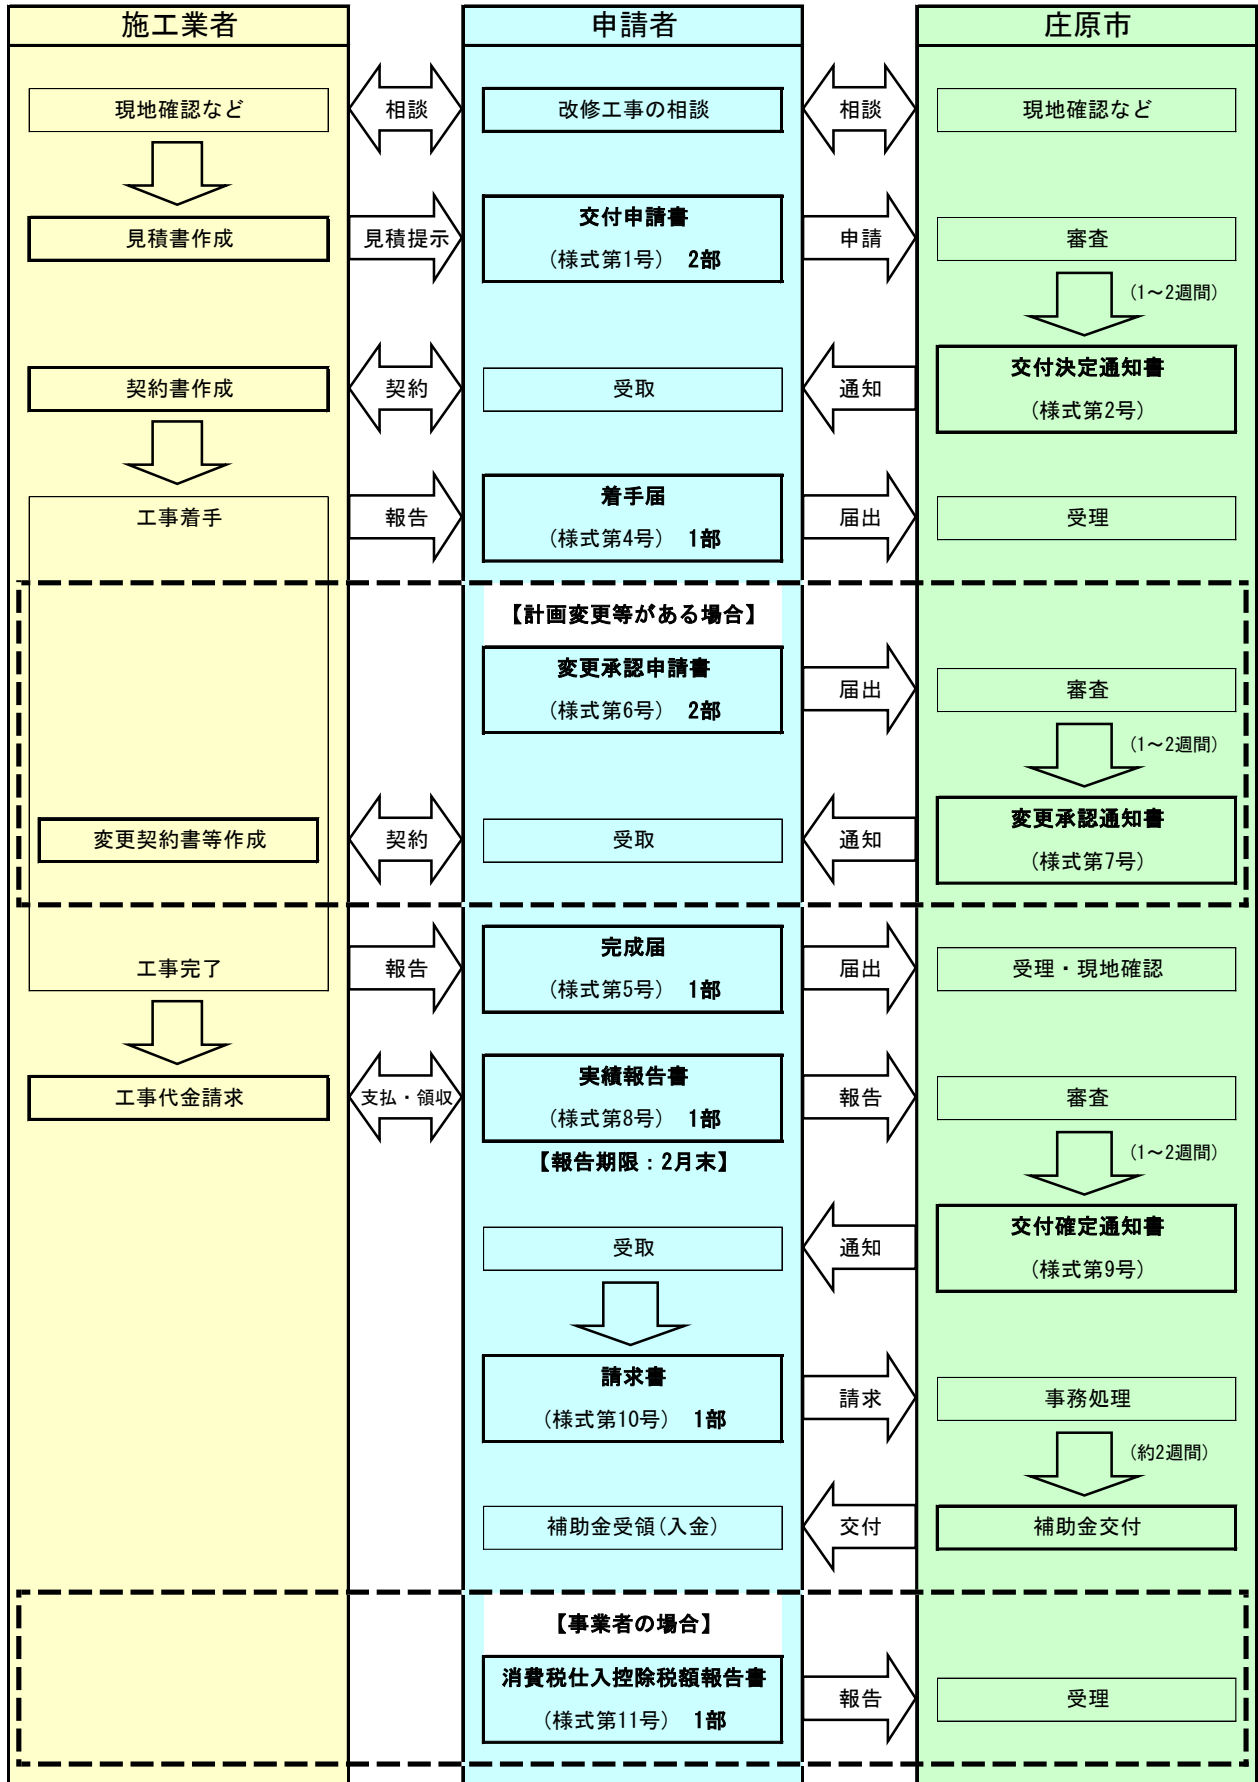 施工業者
申請者
庄原市
現地確認など
相談
改修工事の相談
相談
現地確認など
見積書作成
見積提示
交付申請書
(様式第1号) 2部
申請
審査
(1～2週間)
契約書作成
契約
受取
通知
交付決定通知書
(様式第2号)
工事着手
報告
着手届
(様式第4号) 1部
届出
受理
【計画変更等がある場合】
変更承認申請書
(様式第6号) 2部
届出
審査
(1～2週間)
変更契約書等作成
契約
受取
通知
変更承認通知書
(様式第7号)
工事完了
報告
完成届
(様式第5号) 1部
届出
受理・現地確認
工事代金請求
支払・領収
実績報告書
(様式第8号) 1部
【報告期限：2月末】
報告
審査
(1～2週間)
受取
通知
交付確定通知書
(様式第9号)
請求書
(様式第10号) 1部
請求
事務処理
(約2週間)
補助金受領(入金)
交付
補助金交付
【事業者の場合】
消費税仕入控除税額報告書
(様式第11号) 1部
報告
受理